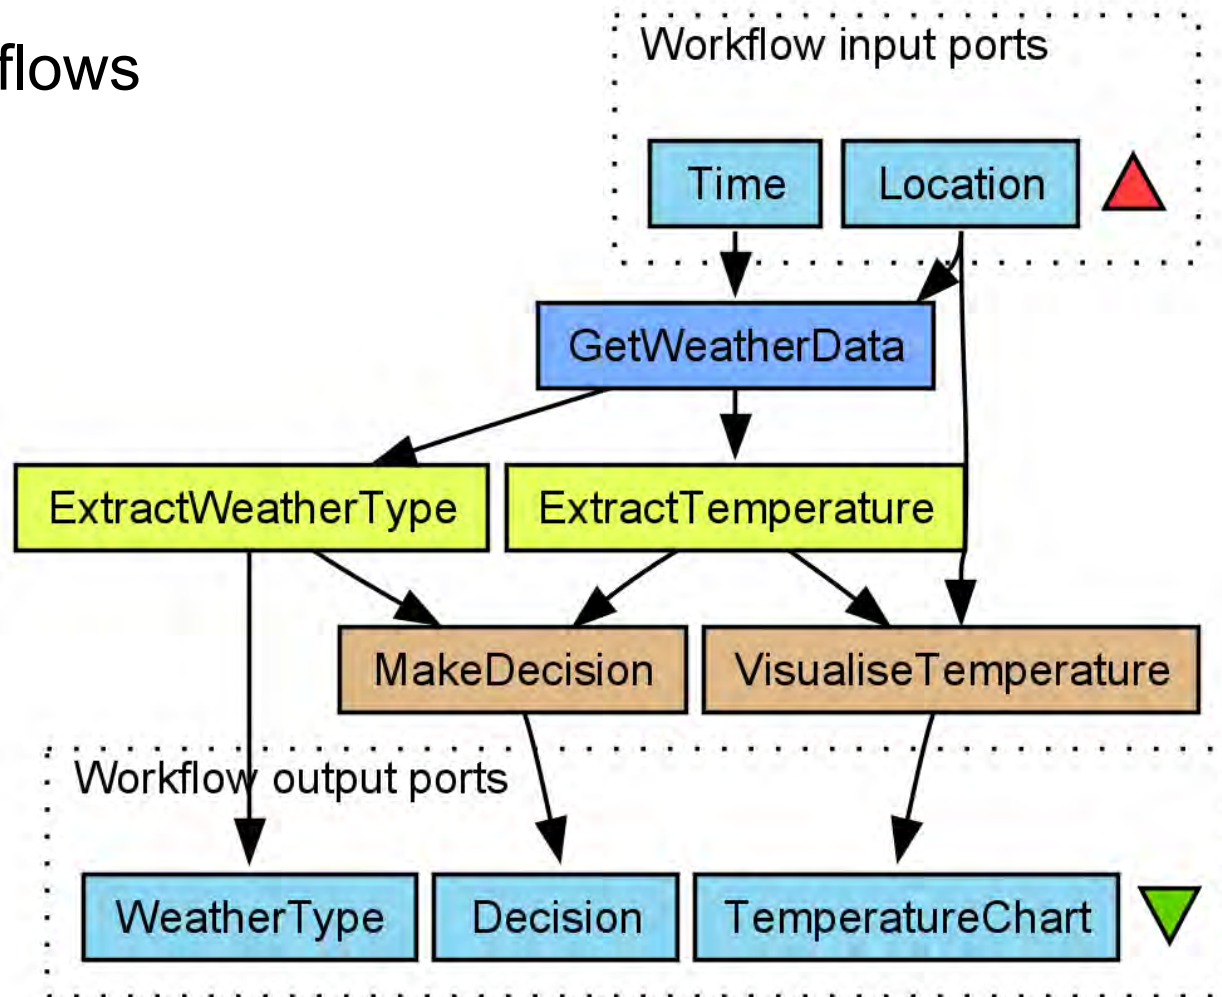 flows
Workflow input ports
Time
Location
GetWeatherData
ExtractWeatherType
ExtractTemperature
MakeDecision
VisualiseTemperature
Workflow output ports
WeatherType
Decision
TemperatureChart